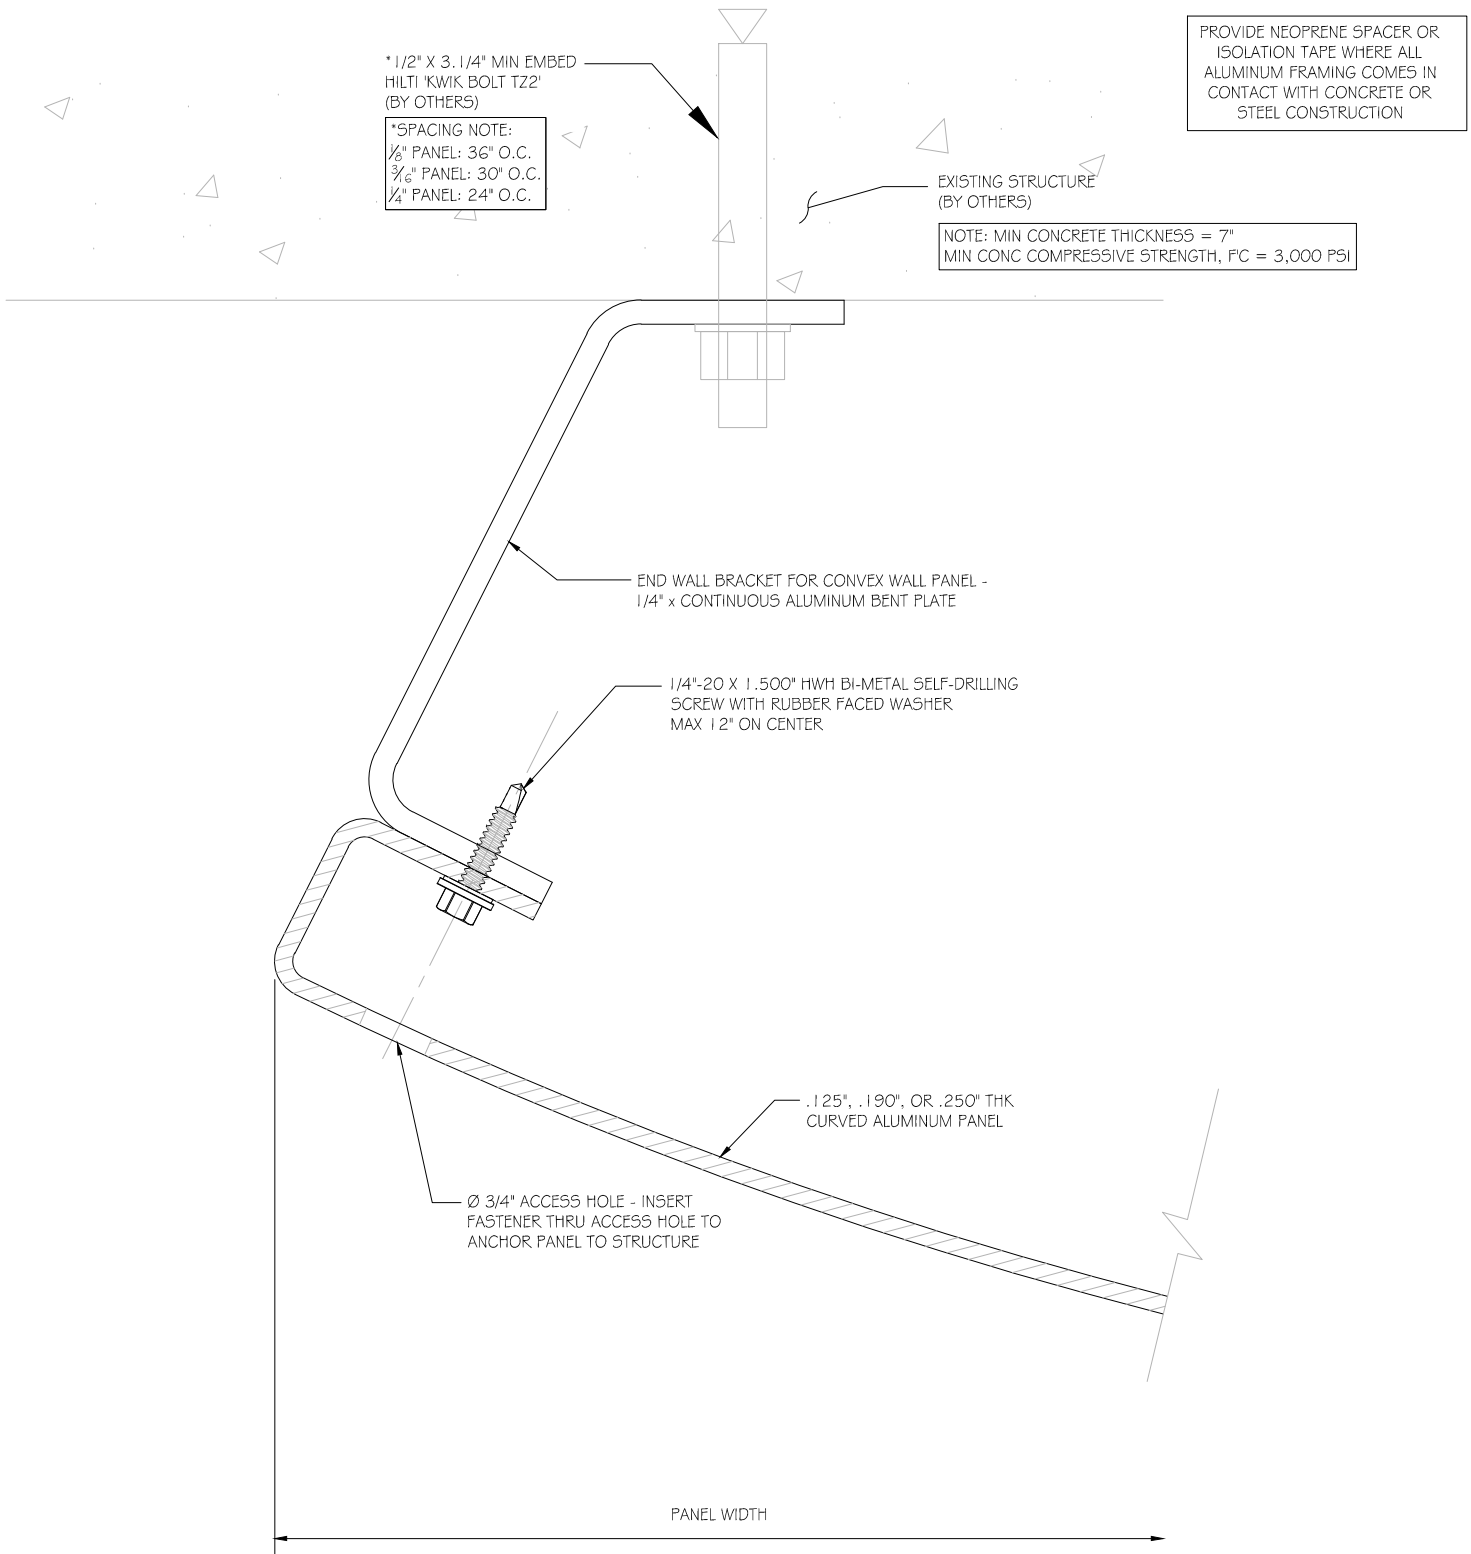 * 1/2" X 3.1/4" MIN EMBED
HILTI 'KWIK BOLT TZ2'
(BY OTHERS)
*SPACING NOTE:
1/8" PANEL: 36" O.C.
3/16" PANEL: 30" O.C.
1/4" PANEL: 24" O.C.
PROVIDE NEOPRENE SPACER OR
ISOLATION TAPE WHERE ALL
ALUMINUM FRAMING COMES IN
CONTACT WITH CONCRETE OR
STEEL CONSTRUCTION
EXISTING STRUCTURE
(BY OTHERS)
NOTE: MIN CONCRETE THICKNESS = 7"
MIN CONC COMPRESSIVE STRENGTH, F'C = 3,000 PSI
END WALL BRACKET FOR CONVEX WALL PANEL -
1/4" x CONTINUOUS ALUMINUM BENT PLATE
1/4"-20 X 1.500" HWH BI-METAL SELF-DRILLING
SCREW WITH RUBBER FACED WASHER
MAX 12" ON CENTER
.125", .190", OR .250" THK
CURVED ALUMINUM PANEL
Ø 3/4" ACCESS HOLE - INSERT
FASTENER THRU ACCESS HOLE TO
ANCHOR PANEL TO STRUCTURE
PANEL WIDTH